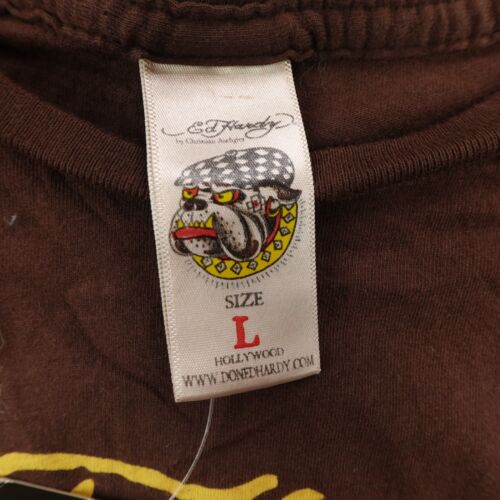 Ed Hardy
by Christian Audigier
SIZE
L
HOLLYWOOD
WWW.DONEDHARDY.COM